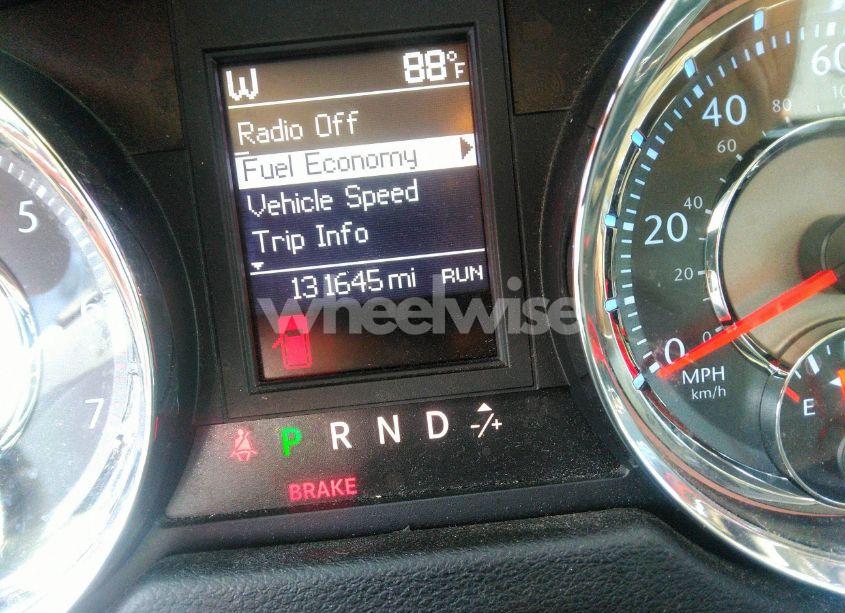 W 88°F
Radio Off
Fuel Economy
Vehicle Speed
Trip Info
131645 mi RUN
wheelwise
P R N D -/+
BRAKE
5
6
7
60
40
20
0
80
60
40
20
0
MPH
km/h
E